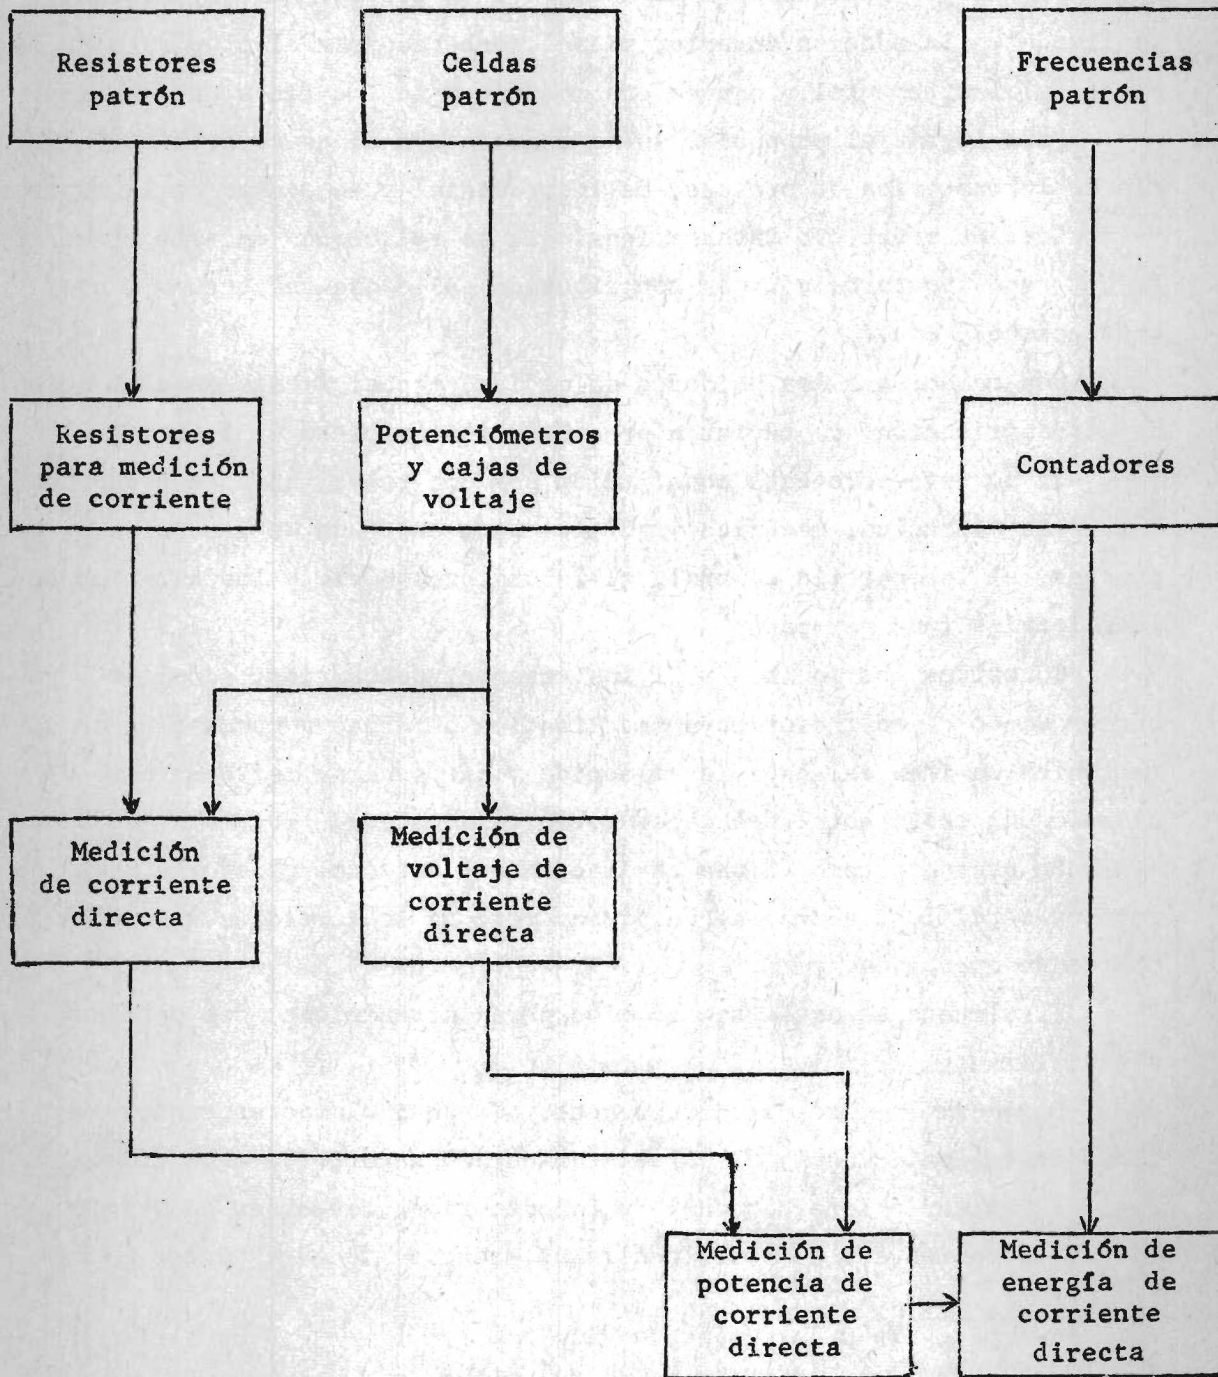 Resistores
patrón
Celdas
patrón
Frecuencias
patrón
Resistores
para medición
de corriente
Potenciómetros
y cajas de
voltaje
Contadores
Medición
de corriente
directa
Medición de
voltaje de
corriente
directa
Medición de
potencia de
corriente
directa
Medición de
energía de
corriente
directa